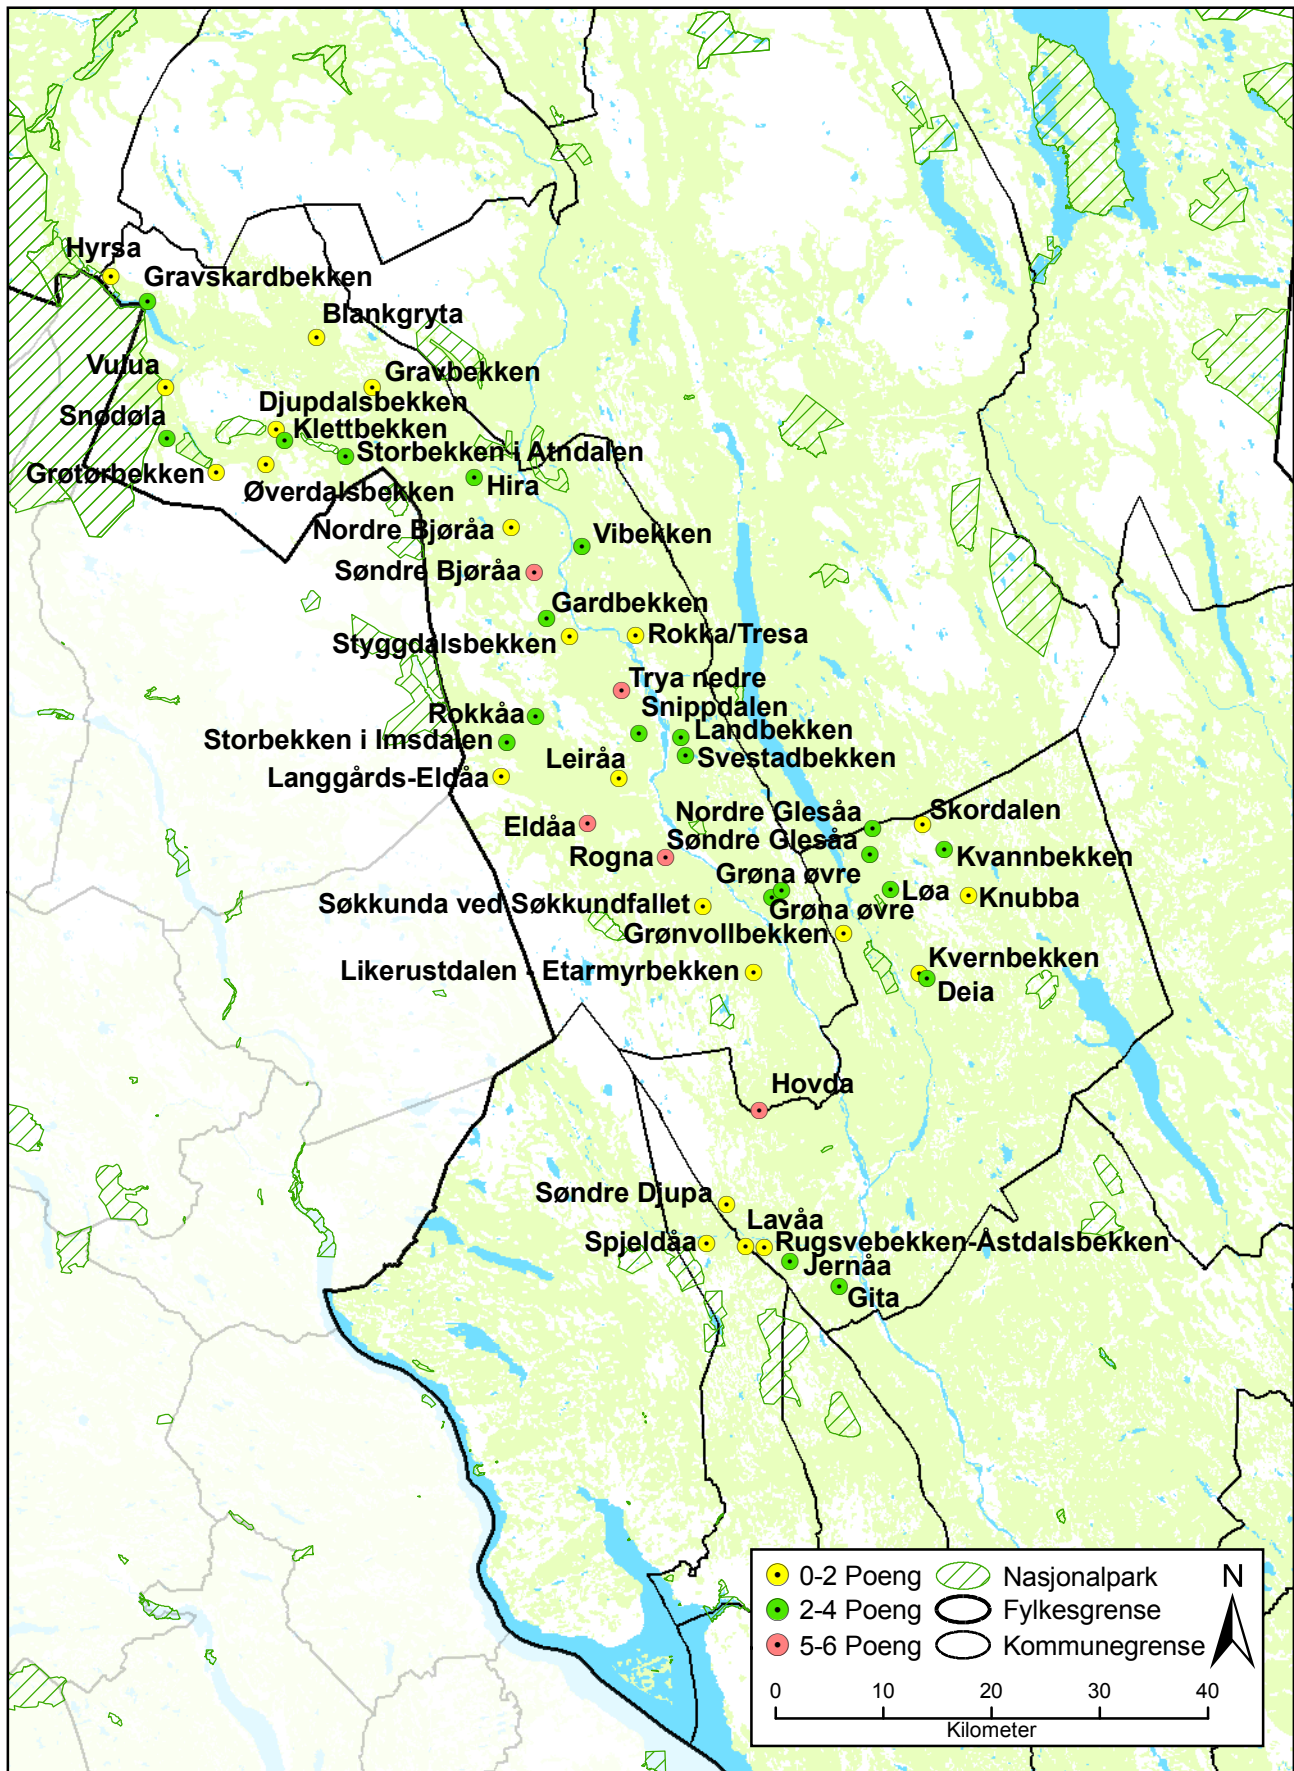 Hyrsa
Gravskardbekken
Blankgryta
Vulua
Gravbekken
Djupdalsbekken
Snødøla
Klettbekken
Storbekken i Atndalen
Grøtørbekken
Øverdalsbekken
Hira
Nordre Bjøråa
Vibekken
Søndre Bjøråa
Gardbekken
Styggdalsbekken
Rokka/Tresa
Trya nedre
Snippdalen
Rokkåa
Landbekken
Storbekken i Imsdalen
Svestadbekken
Leiråa
Langgårds-Eldåa
Nordre Glesåa
Skordalen
Eldåa
Søndre Glesåa
Rogna
Kvannbekken
Grøna øvre
Løa
Knubba
Søkkunda ved Søkkundfallet
Grøna øvre
Grønvollbekken
Kvernbekken
Likerustdalen - Etarmyrbekken
Deia
Hovda
Søndre Djupa
Lavåa
Spjeldåa
Rugsvebekken-Åstdalsbekken
Jernåa
Gita
0-2 Poeng
Nasjonalpark
N
2-4 Poeng
Fylkesgrense
5-6 Poeng
Kommunegrense
0 10 20 30 40
Kilometer